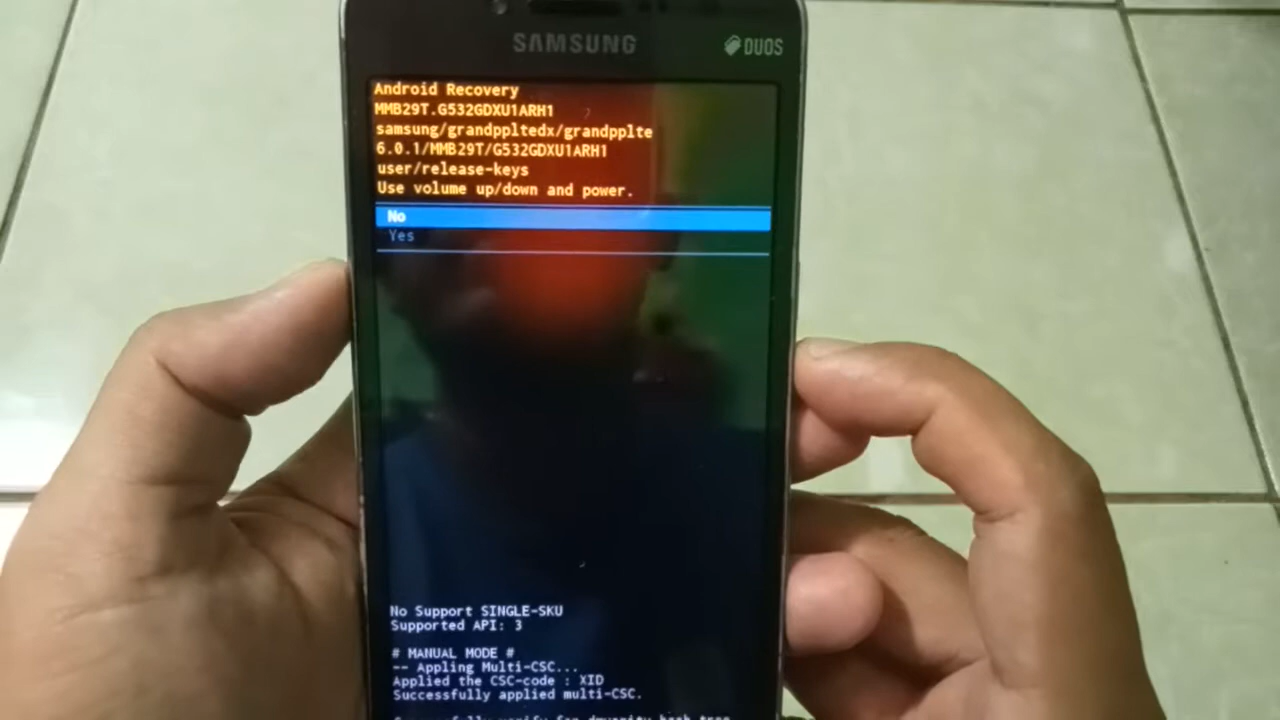 SAMSUNG
DUOS
Android Recovery
MMB29T.G532GDXU1ARH1
samsung/grandppltedx/grandpplte
6.0.1/MMB29T/G532GDXU1ARH1
user/release-keys
Use volume up/down and power.
No
Yes
No Support SINGLE-SKU
Supported API: 3
# MANUAL MODE #
-- Appling Multi-CSC...
Applied the CSC-code : XID
Successfully applied multi-CSC.